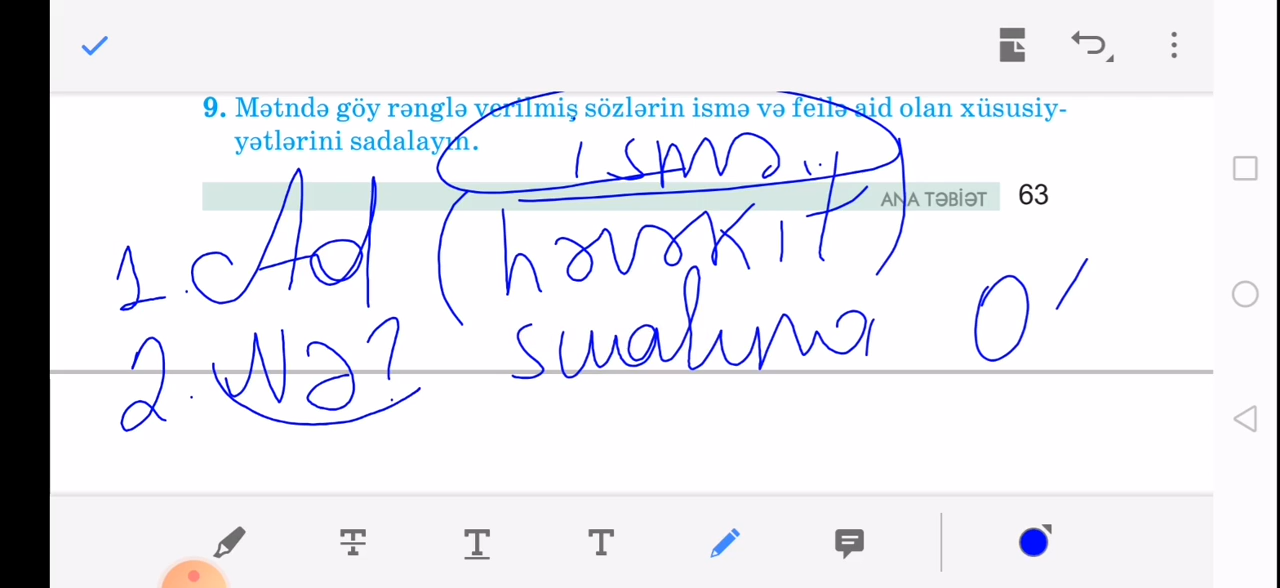 9. Mətndə göy rənglə verilmiş sözlərin ismə və feilə aid olan xüsusiy-
yətlərini sadalayın.
ismə
ANA TƏBİƏT 63
1. Ad (hərəkət)
2. Nə? sualına
T T T